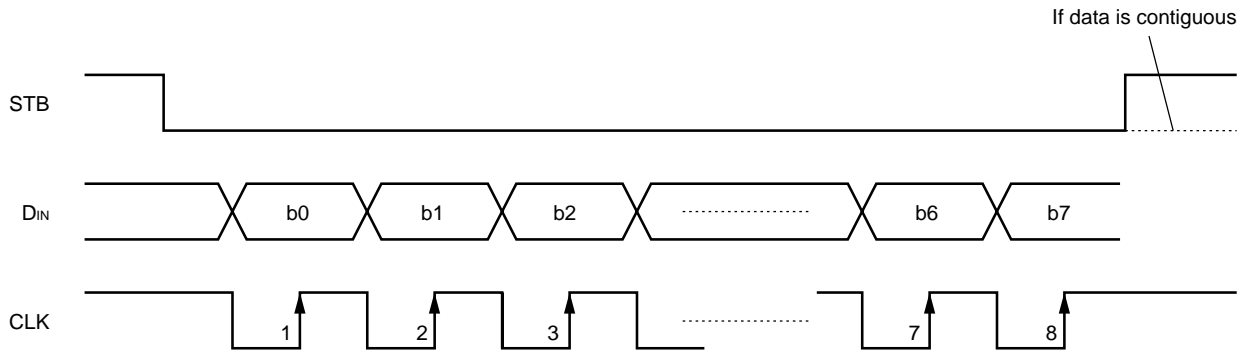 If data is contiguous
STB
DIN
b0 b1 b2 b6 b7
CLK
1 2 3 7 8